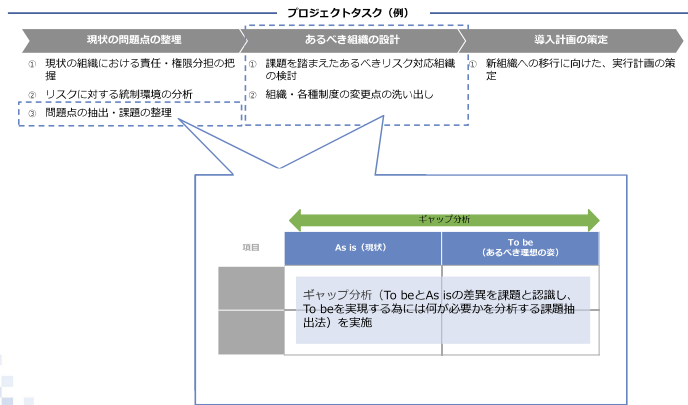 プロジェクトタスク（例）
現状の問題点の整理
あるべき組織の設計
導入計画の策定
① 現状の組織における責任・権限分担の把
握
② リスクに対する統制環境の分析
③ 問題点の抽出・課題の整理
① 課題を踏まえたあるべきリスク対応組織
の検討
② 組織・各種制度の変更点の洗い出し
① 新組織への移行に向けた、実行計画の策
定
ギャップ分析
項目
As is（現状）
To be
（あるべき理想の姿）
ギャップ分析（To beとAs isの差異を課題と認識し、
To beを実現する為には何が必要かを分析する課題抽
出法）を実施